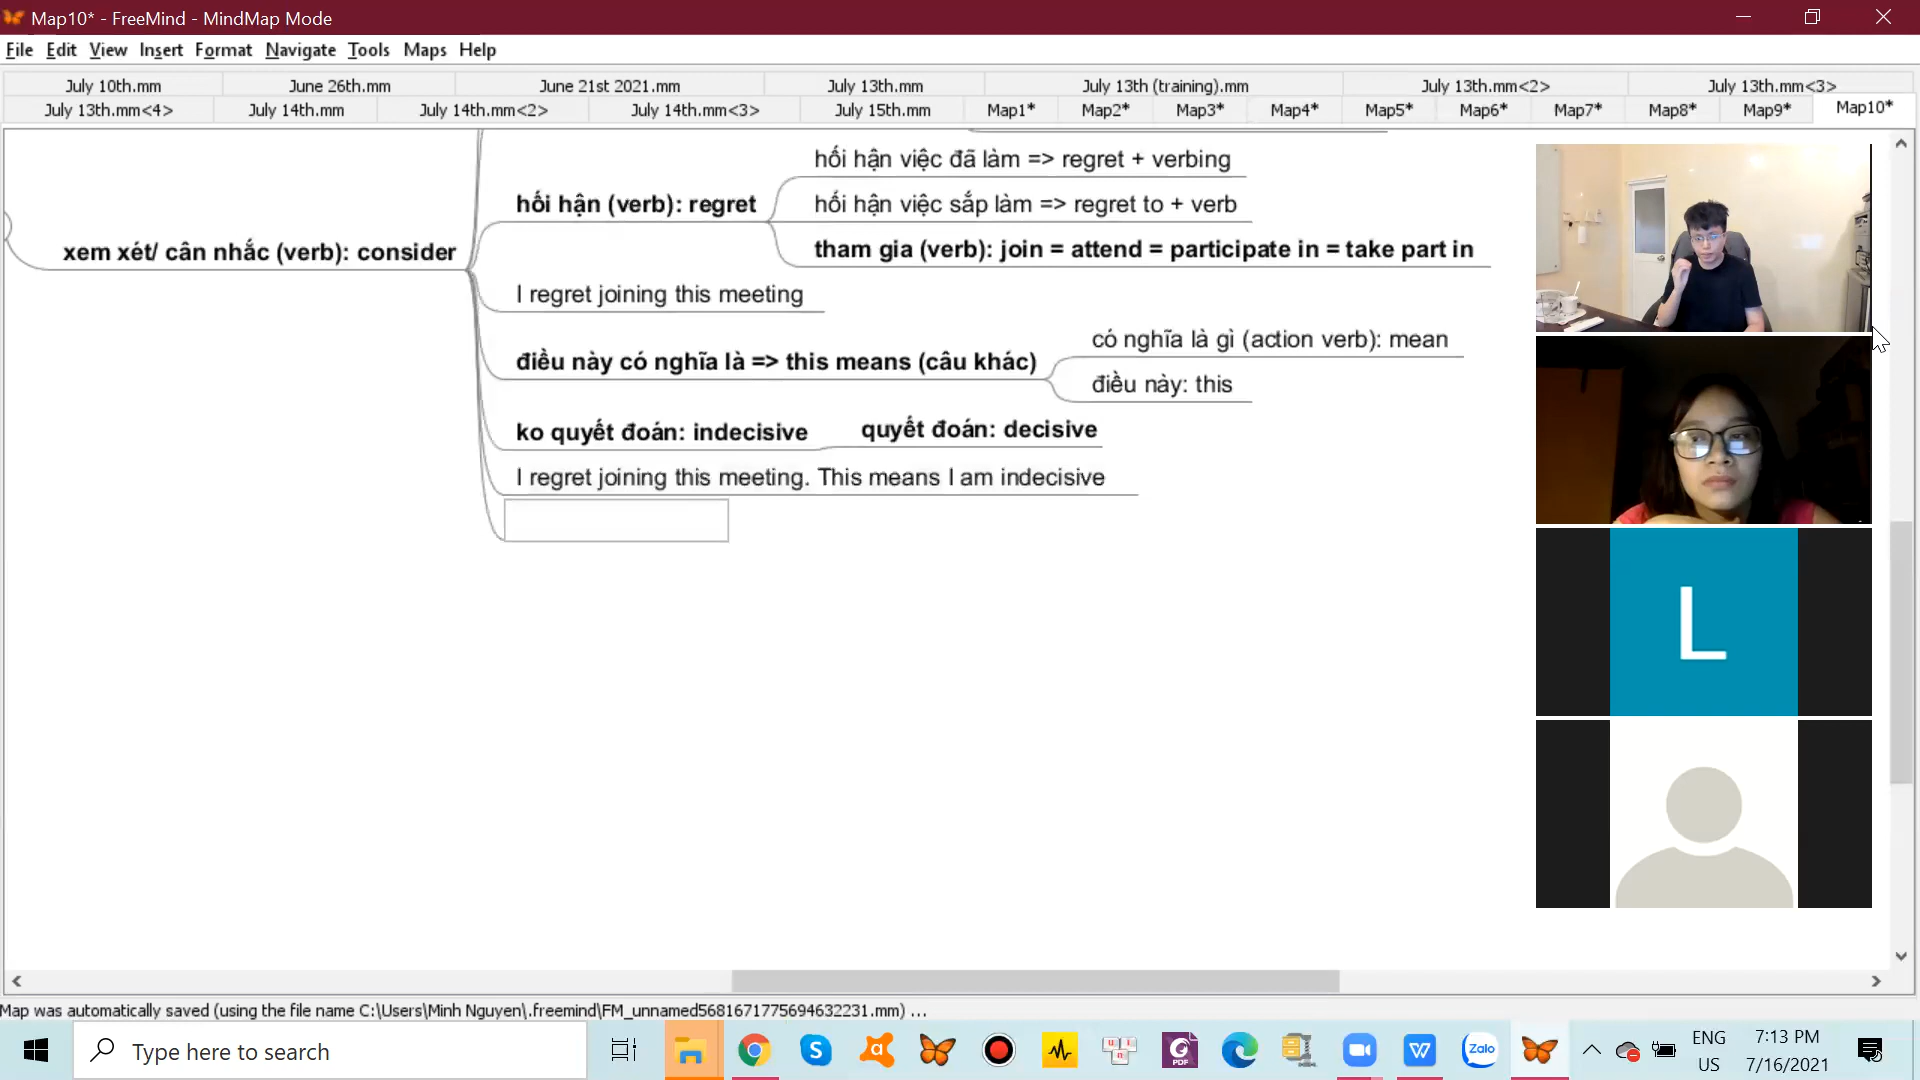 Map10* - FreeMind - MindMap Mode
File Edit View Insert Format Navigate Tools Maps Help
July 10th.mm June 26th.mm June 21st 2021.mm July 13th.mm July 13th (training).mm July 13th.mm<2> July 13th.mm<3>
July 13th.mm<4> July 14th.mm July 14th.mm<2> July 14th.mm<3> July 15th.mm Map1* Map2* Map3* Map4* Map5* Map6* Map7* Map8* Map9* Map10*
hối hận việc đã làm => regret + verbing
hối hận (verb): regret
hối hận việc sắp làm => regret to + verb
xem xét/ cân nhắc (verb): consider
tham gia (verb): join = attend = participate in = take part in
I regret joining this meeting
có nghĩa là gì (action verb): mean
điều này có nghĩa là => this means (câu khác)
điều này: this
ko quyết đoán: indecisive
quyết đoán: decisive
I regret joining this meeting. This means I am indecisive
L
Map was automatically saved (using the file name C:\Users\Minh Nguyen\.freemind\FM_unnamed5681671775694632231.mm) ...
Type here to search
Zalo
ENG
US
7:13 PM
7/16/2021